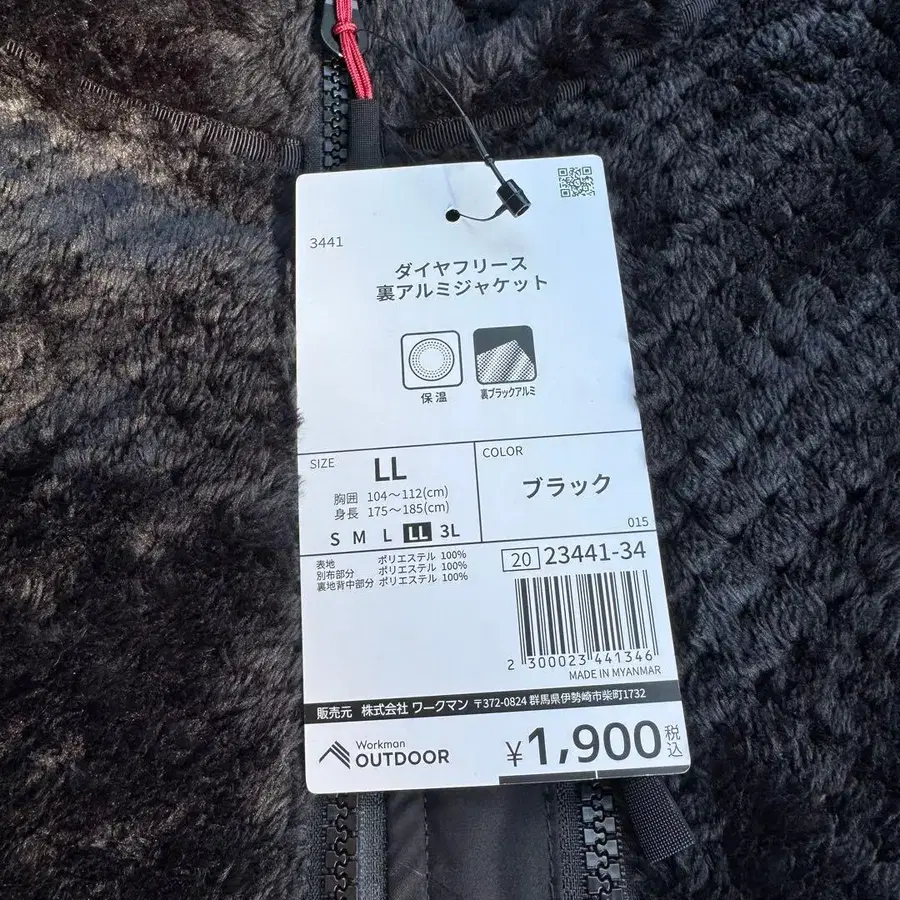 3441
ダイヤフリース
裏アルミジャケット
保温
裏ブラックアルミ
SIZE
LL
胸囲 104〜112(cm)
身長 175〜185(cm)
S M L LL 3L
COLOR
ブラック
015
表地 ポリエステル 100%
別布部分 ポリエステル 100%
裏地背中部分 ポリエステル 100%
20 23441-34
2 300023 441346
MADE IN MYANMAR
販売元 株式会社 ワークマン 〒372-0824 群馬県伊勢崎市柴町1732
Workman
OUTDOOR
¥1,900税込